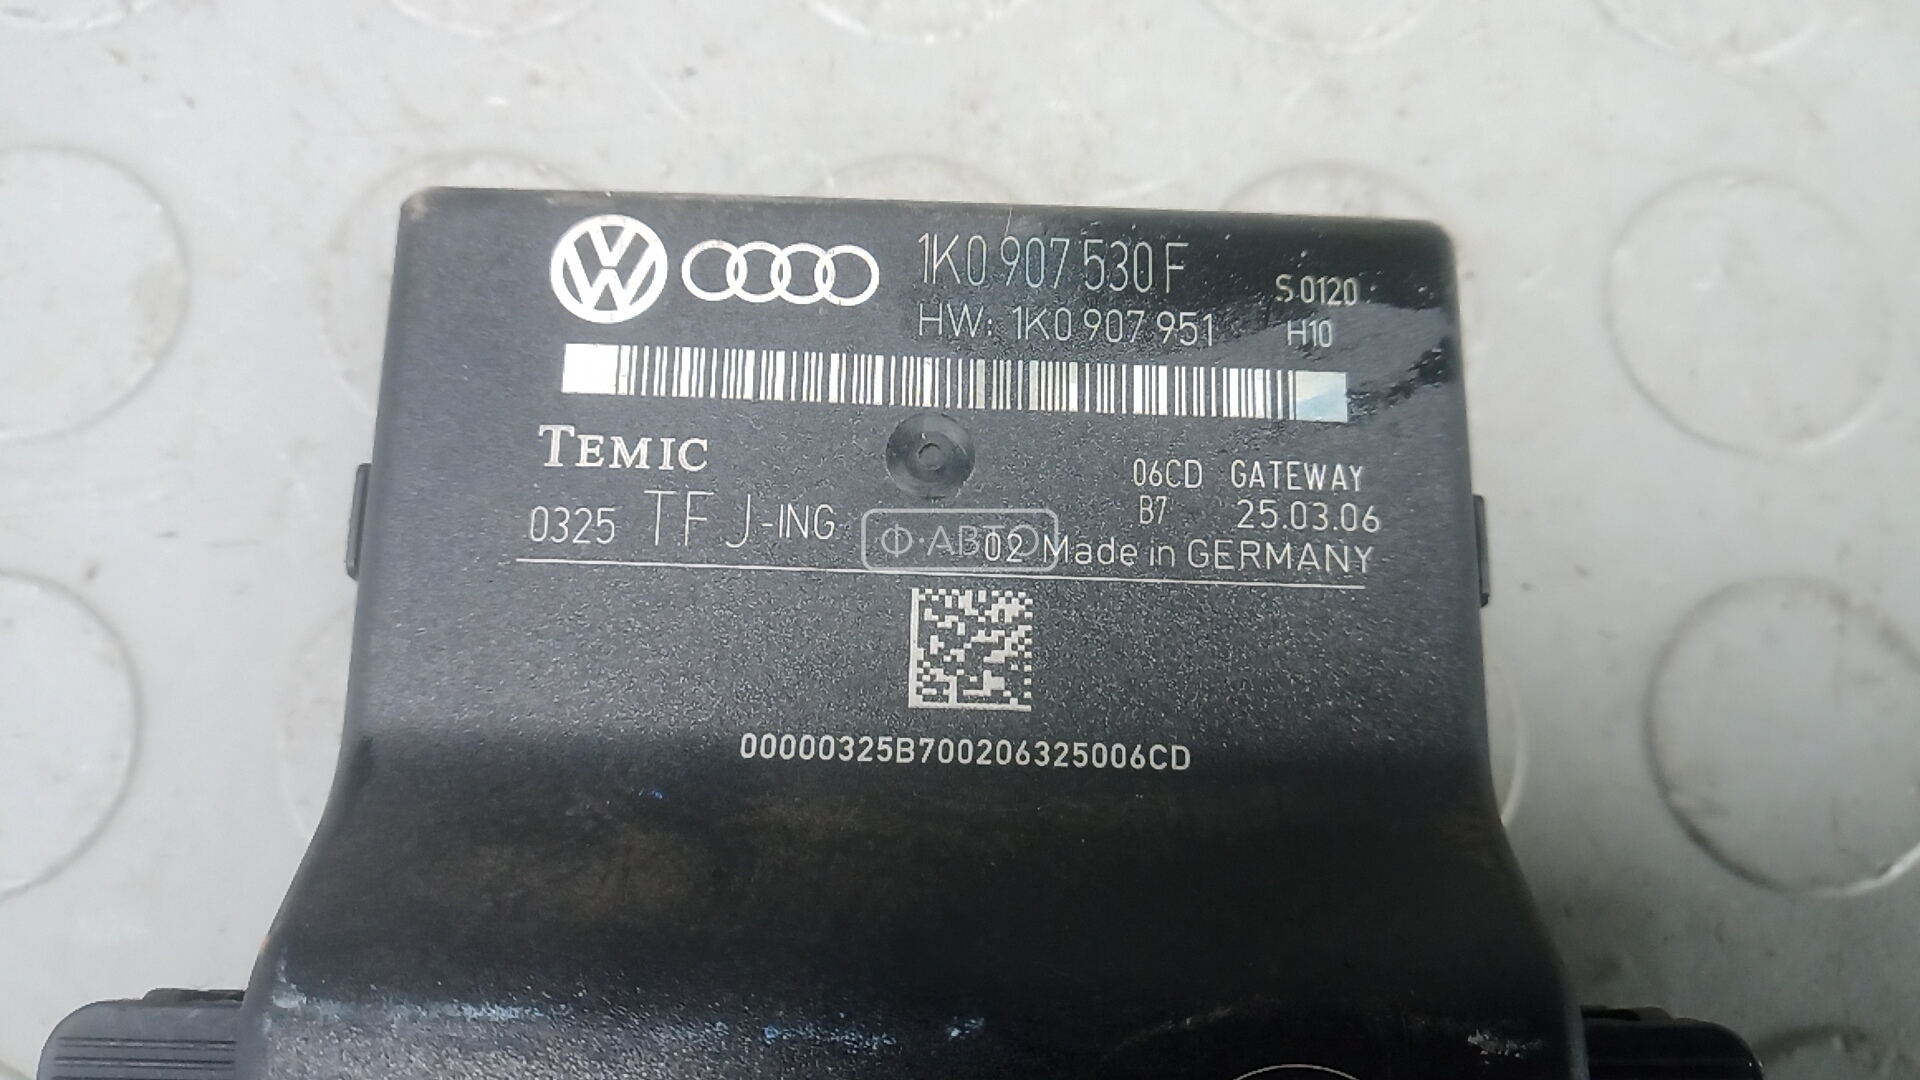 1K0 907 530 F
S.0120
HW: 1K0 907 951
H10
TEMIC
06CD GATEWAY
0325 TF J-ING
B7 25.03.06
Ф·АВТО
02 Made in GERMANY
00000325B700206325006CD